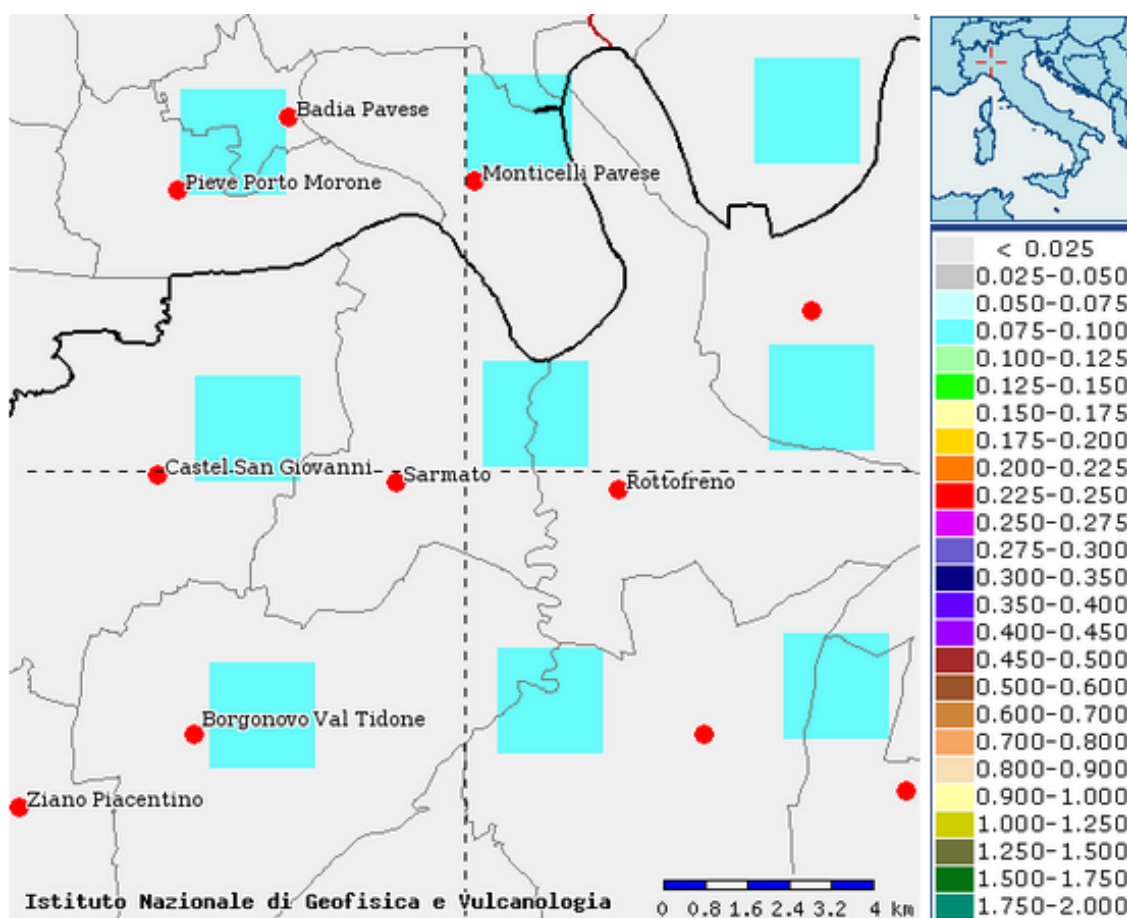 Badia Pavese
Pieve Porto Morone
Monticelli Pavese
Castel San Giovanni
Sarmato
Rottofreno
Borgonovo Val Tidone
Ziano Piacentino
Istituto Nazionale di Geofisica e Vulcanologia
0 0.8 1.6 2.4 3.2 4 km
< 0.025
0.025-0.050
0.050-0.075
0.075-0.100
0.100-0.125
0.125-0.150
0.150-0.175
0.175-0.200
0.200-0.225
0.225-0.250
0.250-0.275
0.275-0.300
0.300-0.350
0.350-0.400
0.400-0.450
0.450-0.500
0.500-0.600
0.600-0.700
0.700-0.800
0.800-0.900
0.900-1.000
1.000-1.250
1.250-1.500
1.500-1.750
1.750-2.000